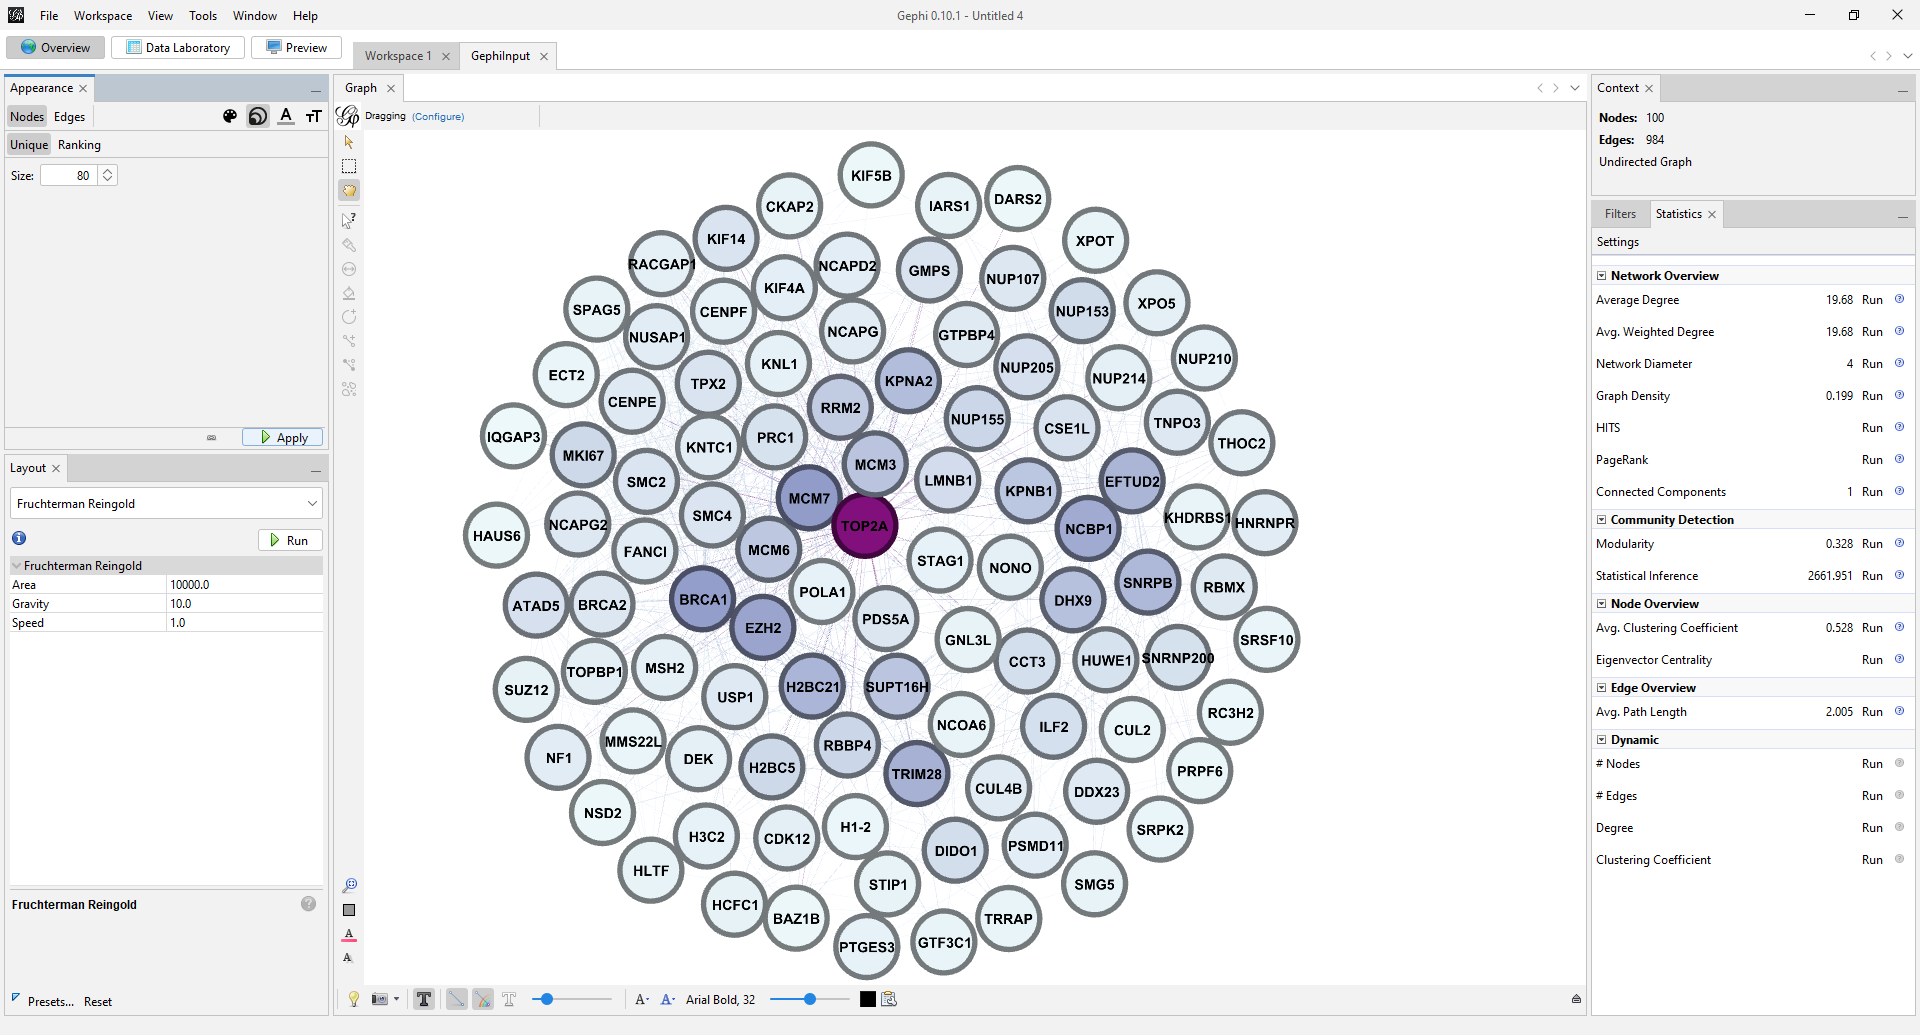 File Workspace View Tools Window Help
Gephi 0.10.1 - Untitled 4
Overview Data Laboratory Preview
Workspace 1 GephiInput
Appearance
Nodes Edges
Unique Ranking
Size: 80
Apply
Layout
Fruchterman Reingold
Run
Fruchterman Reingold
Area 10000.0
Gravity 10.0
Speed 1.0
Fruchterman Reingold
Presets... Reset
Graph
Dragging (Configure)
KIF5B
CKAP2
IARS1
DARS2
KIF14
XPOT
RACGAP1
NCAPD2
GMPS
NUP107
KIF4A
SPAG5
CENPF
NUP153
XPO5
NUSAP1
NCAPG
GTPBP4
KNL1
NUP205
NUP210
ECT2
TPX2
KPNA2
NUP214
CENPE
RRM2
NUP155
CSE1L
TNPO3
IQGAP3
PRC1
THOC2
MKI67
KNTC1
MCM3
SMC2
LMNB1
KPNB1
EFTUD2
MCM7
SMC4
KHDRBS1
HNRNPR
NCAPG2
TOP2A
NCBP1
HAUS6
FANCI
MCM6
STAG1
NONO
SNRPB
RBMX
POLA1
ATAD5
BRCA2
BRCA1
DHX9
PDS5A
EZH2
GNL3L
SRSF10
MSH2
CCT3
HUWE1
SNRNP200
TOPBP1
SUZ12
USP1
H2BC21
SUPT16H
RC3H2
NCOA6
ILF2
CUL2
MMS22L
NF1
DEK
RBBP4
H2BC5
TRIM28
PRPF6
CUL4B
DDX23
NSD2
H1-2
SRPK2
H3C2
CDK12
DIDO1
PSMD11
HLTF
STIP1
SMG5
HCFC1
BAZ1B
TRRAP
PTGES3
GTF3C1
Arial Bold, 32
Context
Nodes: 100
Edges: 984
Undirected Graph
Filters Statistics
Settings
Network Overview
Average Degree 19.68 Run
Avg. Weighted Degree 19.68 Run
Network Diameter 4 Run
Graph Density 0.199 Run
HITS Run
PageRank Run
Connected Components 1 Run
Community Detection
Modularity 0.328 Run
Statistical Inference 2661.951 Run
Node Overview
Avg. Clustering Coefficient 0.528 Run
Eigenvector Centrality Run
Edge Overview
Avg. Path Length 2.005 Run
Dynamic
# Nodes Run
# Edges Run
Degree Run
Clustering Coefficient Run